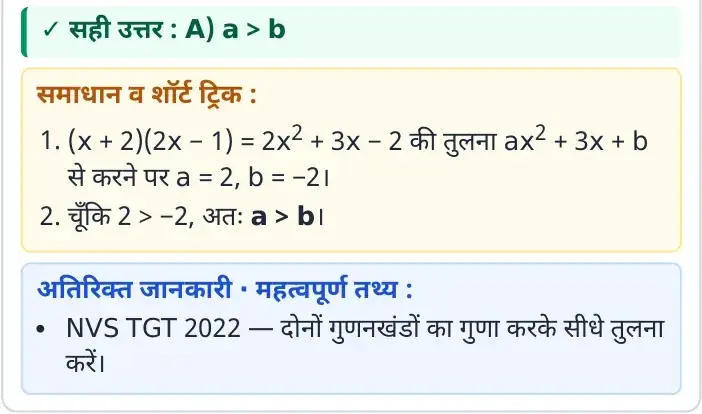 ✓ सही उत्तर : A) a > b
समाधान व शॉर्ट ट्रिक :
1. (x + 2)(2x − 1) = 2x² + 3x − 2 की तुलना ax² + 3x + b
से करने पर a = 2, b = −2।
2. चूँकि 2 > −2, अतः a > b।
अतिरिक्त जानकारी · महत्वपूर्ण तथ्य :
• NVS TGT 2022 — दोनों गुणनखंडों का गुणा करके सीधे तुलना
करें।